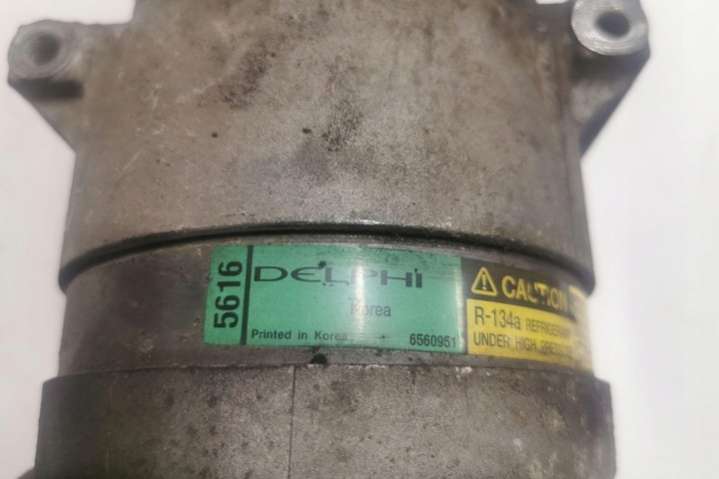 5616
DELPHI
Korea
Printed in Korea
6560951
⚠ CAUTION
R-134a
UNDER HIGH